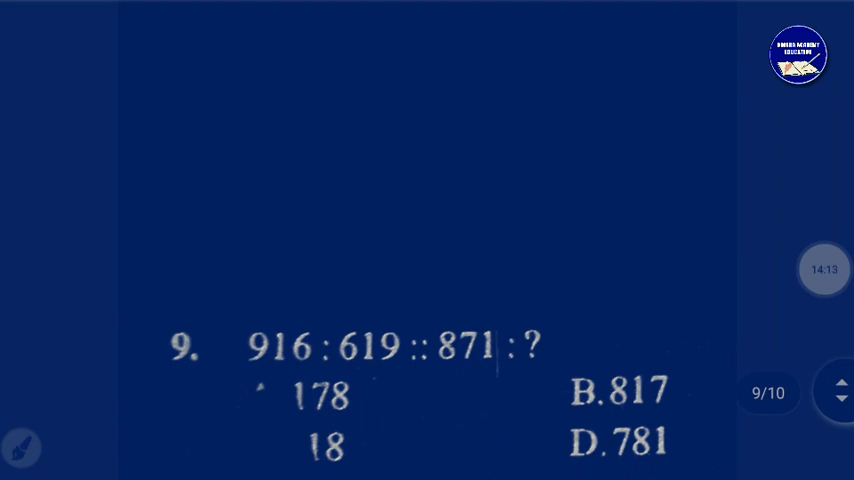 14:13
9. 916 : 619 :: 871 : ?
178 B.817
9/10
18 D.781